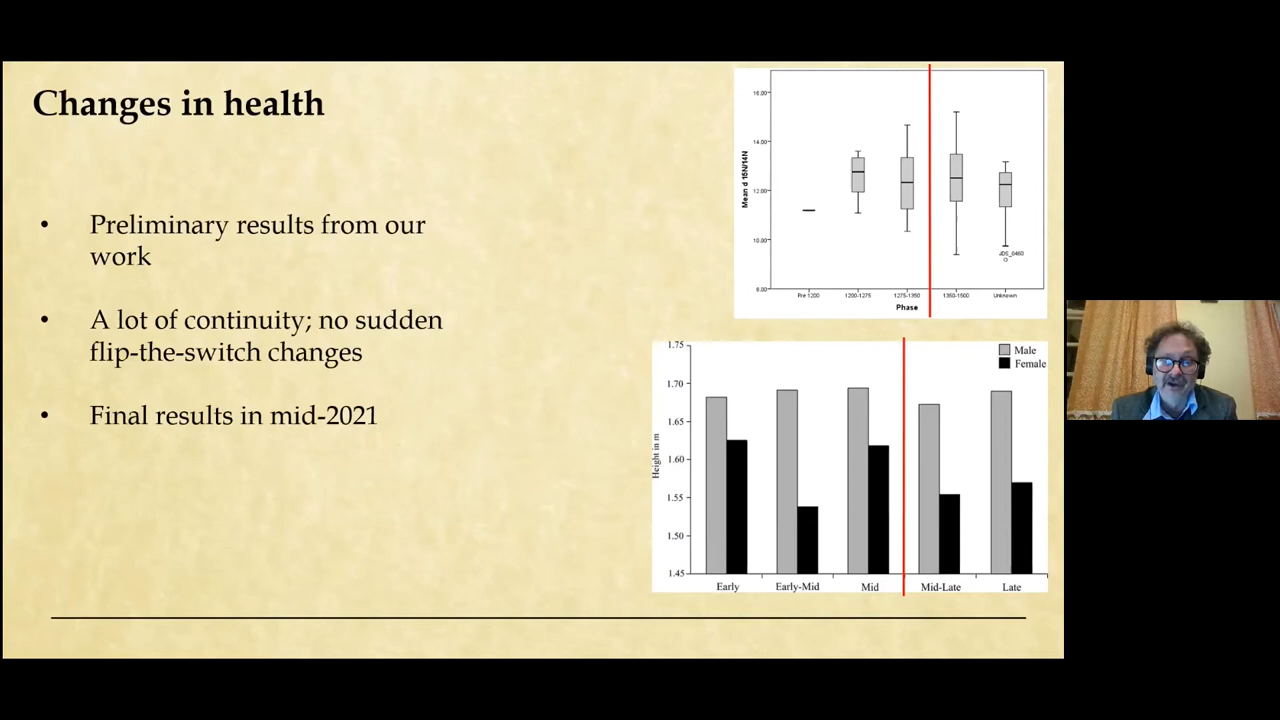 Changes in health
• Preliminary results from our
work
• A lot of continuity; no sudden
flip-the-switch changes
• Final results in mid-2021
Mean d 15N/14N
16.00
14.00
12.00
10.00
8.00
JDS_0460
Pre 1200 1200-1275 1275-1350 1350-1500 Unknown
Phase
Height in m
1.75
1.70
1.65
1.60
1.55
1.50
1.45
Male
Female
Early Early-Mid Mid Mid-Late Late